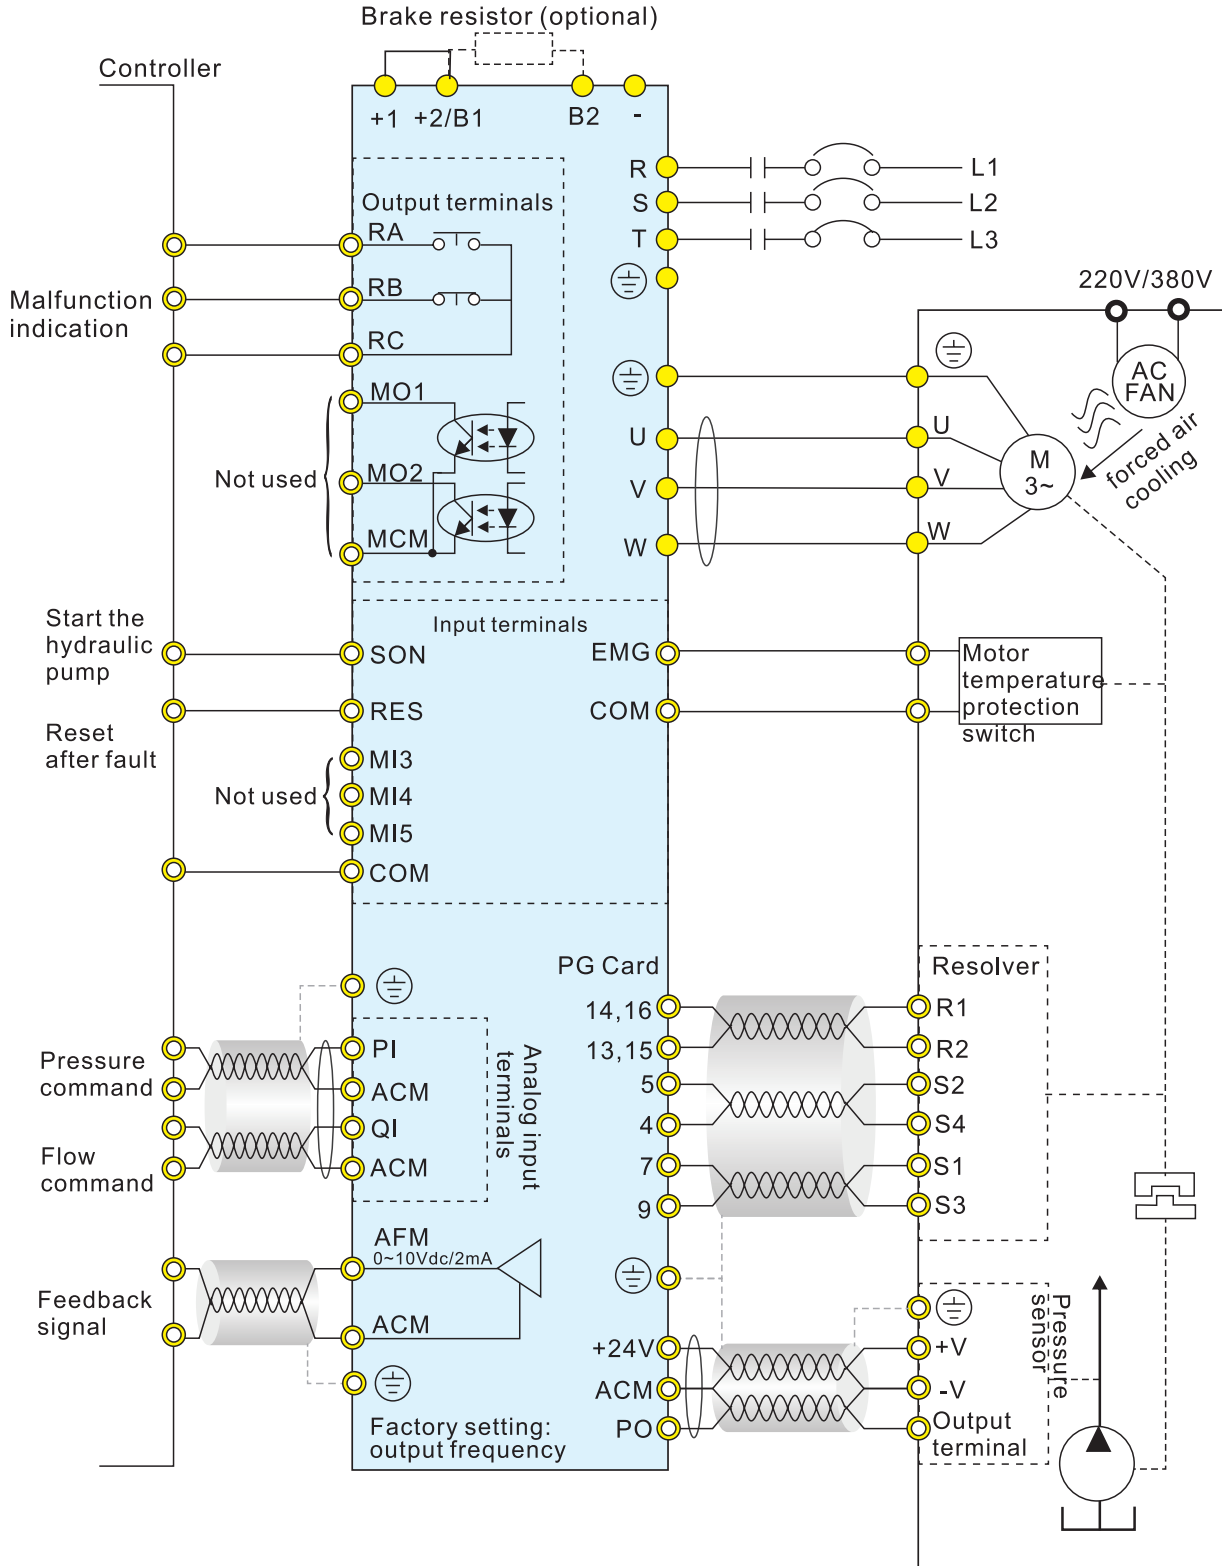 Brake resistor (optional)
Controller
+1
+2/B1
B2
-
R
L1
S
L2
T
L3
Output terminals
RA
RB
RC
Malfunction
indication
220V/380V
AC
FAN
forced air
cooling
MO1
MO2
MCM
Not used
U
V
W
U
V
W
M
3~
Start the
hydraulic
pump
Input terminals
SON
EMG
RES
COM
Motor
temperature
protection
switch
Reset
after fault
MI3
MI4
MI5
Not used
COM
PG Card
Resolver
14,16
R1
13,15
R2
5
S2
4
S4
7
S1
9
S3
Pressure
command
PI
ACM
QI
ACM
Analog input
terminals
Flow
command
AFM
0~10Vdc/2mA
ACM
Feedback
signal
+24V
+V
ACM
-V
PO
Output
terminal
Pressure
sensor
Factory setting:
output frequency